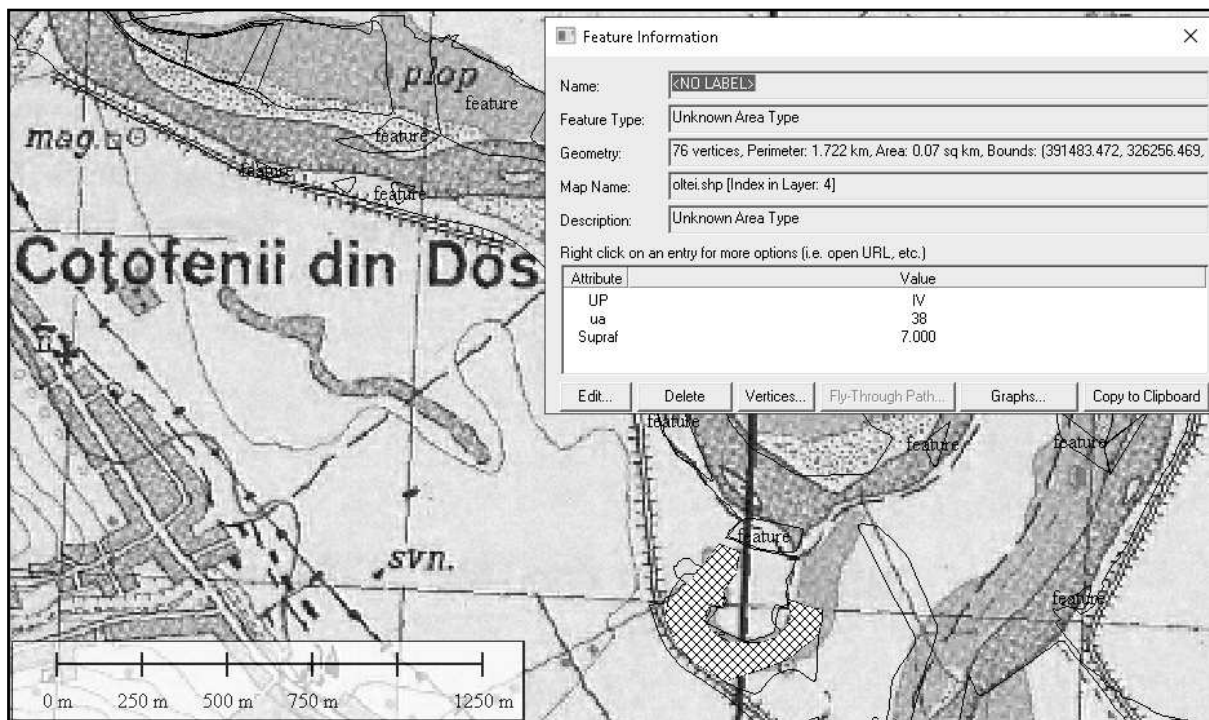 plop
feature
feature
mag.
feature
feature
Coţofenii din Dos
svn.
feature
feature
feature
feature
feature
0 m 250 m 500 m 750 m 1250 m
Feature Information
Name: <NO LABEL>
Feature Type: Unknown Area Type
Geometry: 76 vertices, Perimeter: 1.722 km, Area: 0.07 sq km, Bounds: (391483.472, 326256.469,
Map Name: oltei.shp [Index in Layer: 4]
Description: Unknown Area Type
Right click on an entry for more options (i.e. open URL, etc.)
Attribute Value
UP IV
ua 38
Supraf 7.000
Edit... Delete Vertices... Fly-Through Path... Graphs... Copy to Clipboard